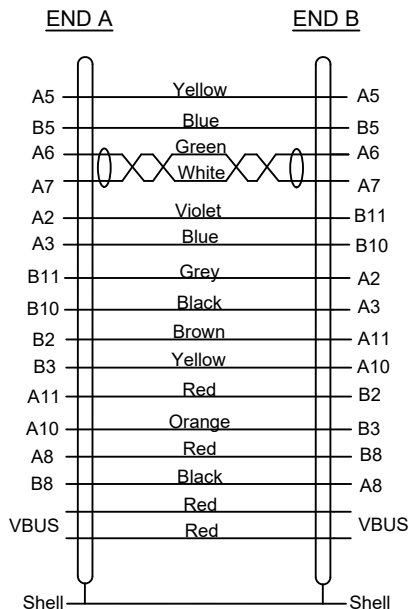 END A END B
A5 Yellow A5
B5 Blue B5
A6 Green A6
A7 White A7
A2 Violet B11
A3 Blue B10
B11 Grey A2
B10 Black A3
B2 Brown A11
B3 Yellow A10
A11 Red B2
A10 Orange B3
A8 Red B8
B8 Black A8
Red
VBUS VBUS
Red
Shell Shell